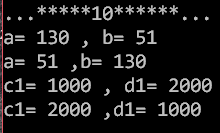 ...*****10******...
a= 130 , b= 51
a= 51 ,b= 130
c1= 1000 , d1= 2000
c1= 2000 ,d1= 1000